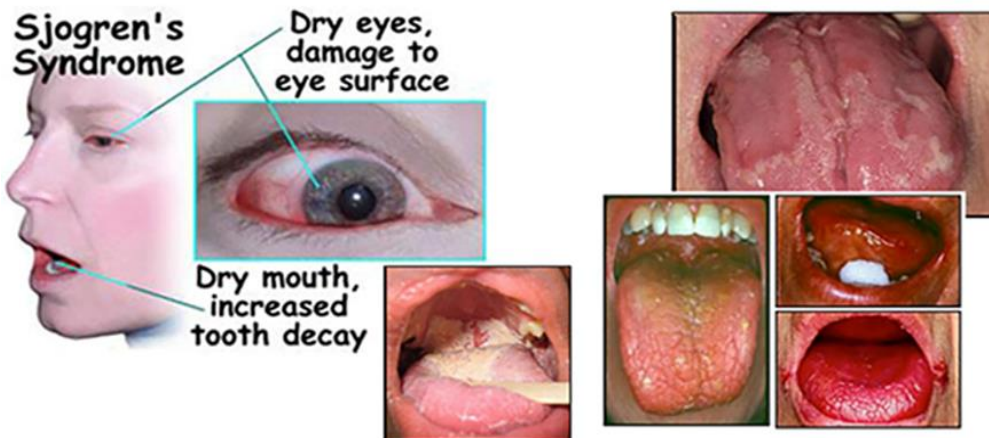 Sjogren's
Syndrome
Dry eyes,
damage to
eye surface
Dry mouth,
increased
tooth decay